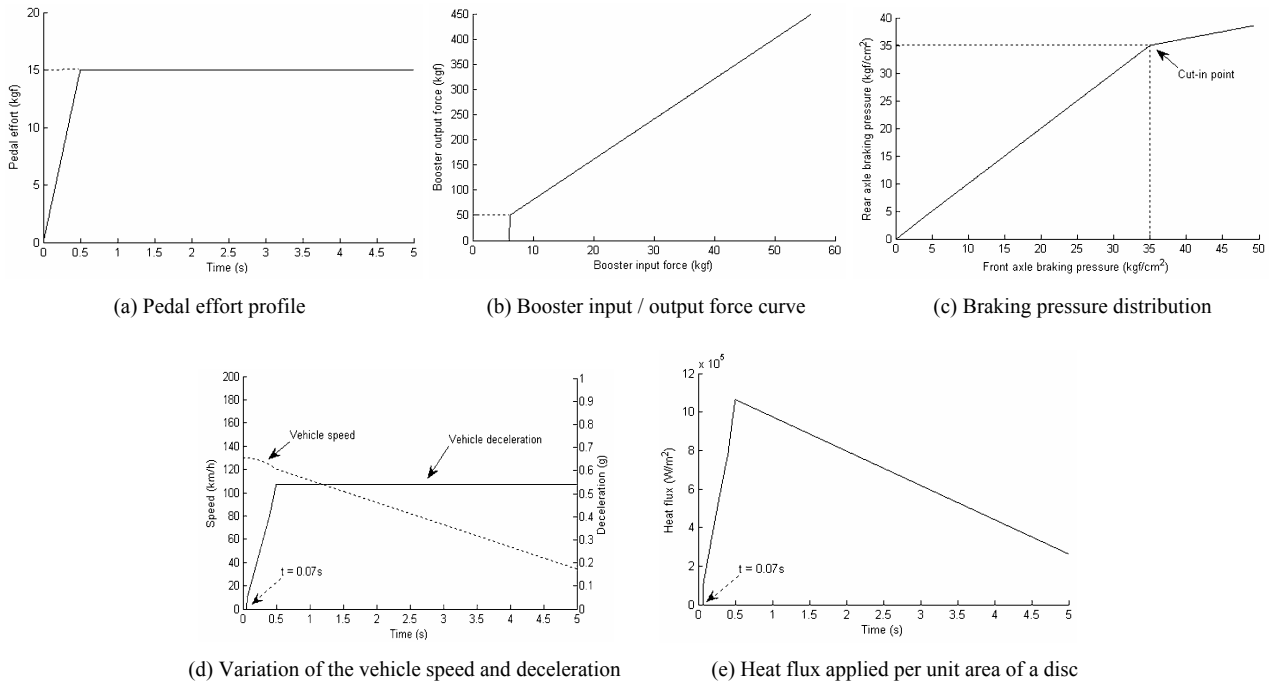 20
15
10
5
0
Pedal effort (kgf)
0 0.5 1 1.5 2 2.5 3 3.5 4 4.5 5
Time (s)
(a) Pedal effort profile
450
400
350
300
250
200
150
100
50
0
Booster output force (kgf)
0 10 20 30 40 50 60
Booster input force (kgf)
(b) Booster input / output force curve
45
40
35
30
25
20
15
10
5
0
Rear axle braking pressure (kgf/cm²)
Cut-in point
0 5 10 15 20 25 30 35 40 45 50
Front axle braking pressure (kgf/cm²)
(c) Braking pressure distribution
200
180
160
140
120
100
80
60
40
20
0
Speed (km/h)
Vehicle speed
Vehicle deceleration
t = 0.07s
1
0.9
0.8
0.7
0.6
0.5
0.4
0.3
0.2
0.1
0
Deceleration (g)
0 0.5 1 1.5 2 2.5 3 3.5 4 4.5 5
Time (s)
(d) Variation of the vehicle speed and deceleration
x 10⁵
12
10
8
6
4
2
0
Heat flux (W/m²)
t = 0.07s
0 0.5 1 1.5 2 2.5 3 3.5 4 4.5 5
Time (s)
(e) Heat flux applied per unit area of a disc